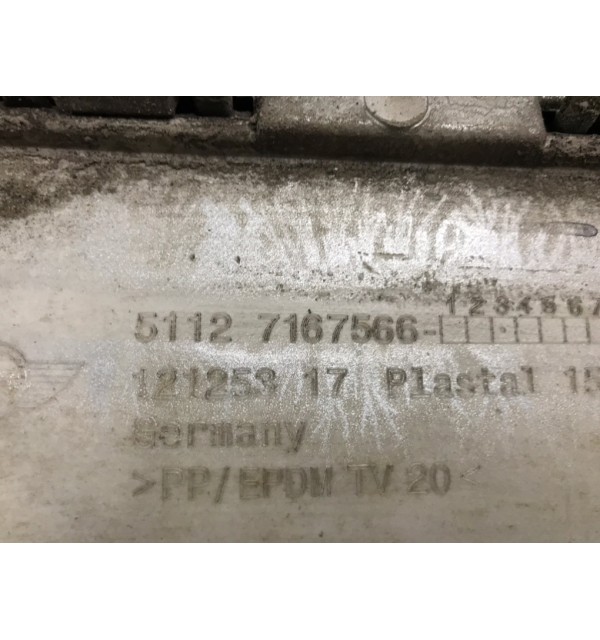 1 2 3 4 5 6 7
5112 7167566-
121253 17 Plastal 15
Germany
>PP/EPDM TV 20<